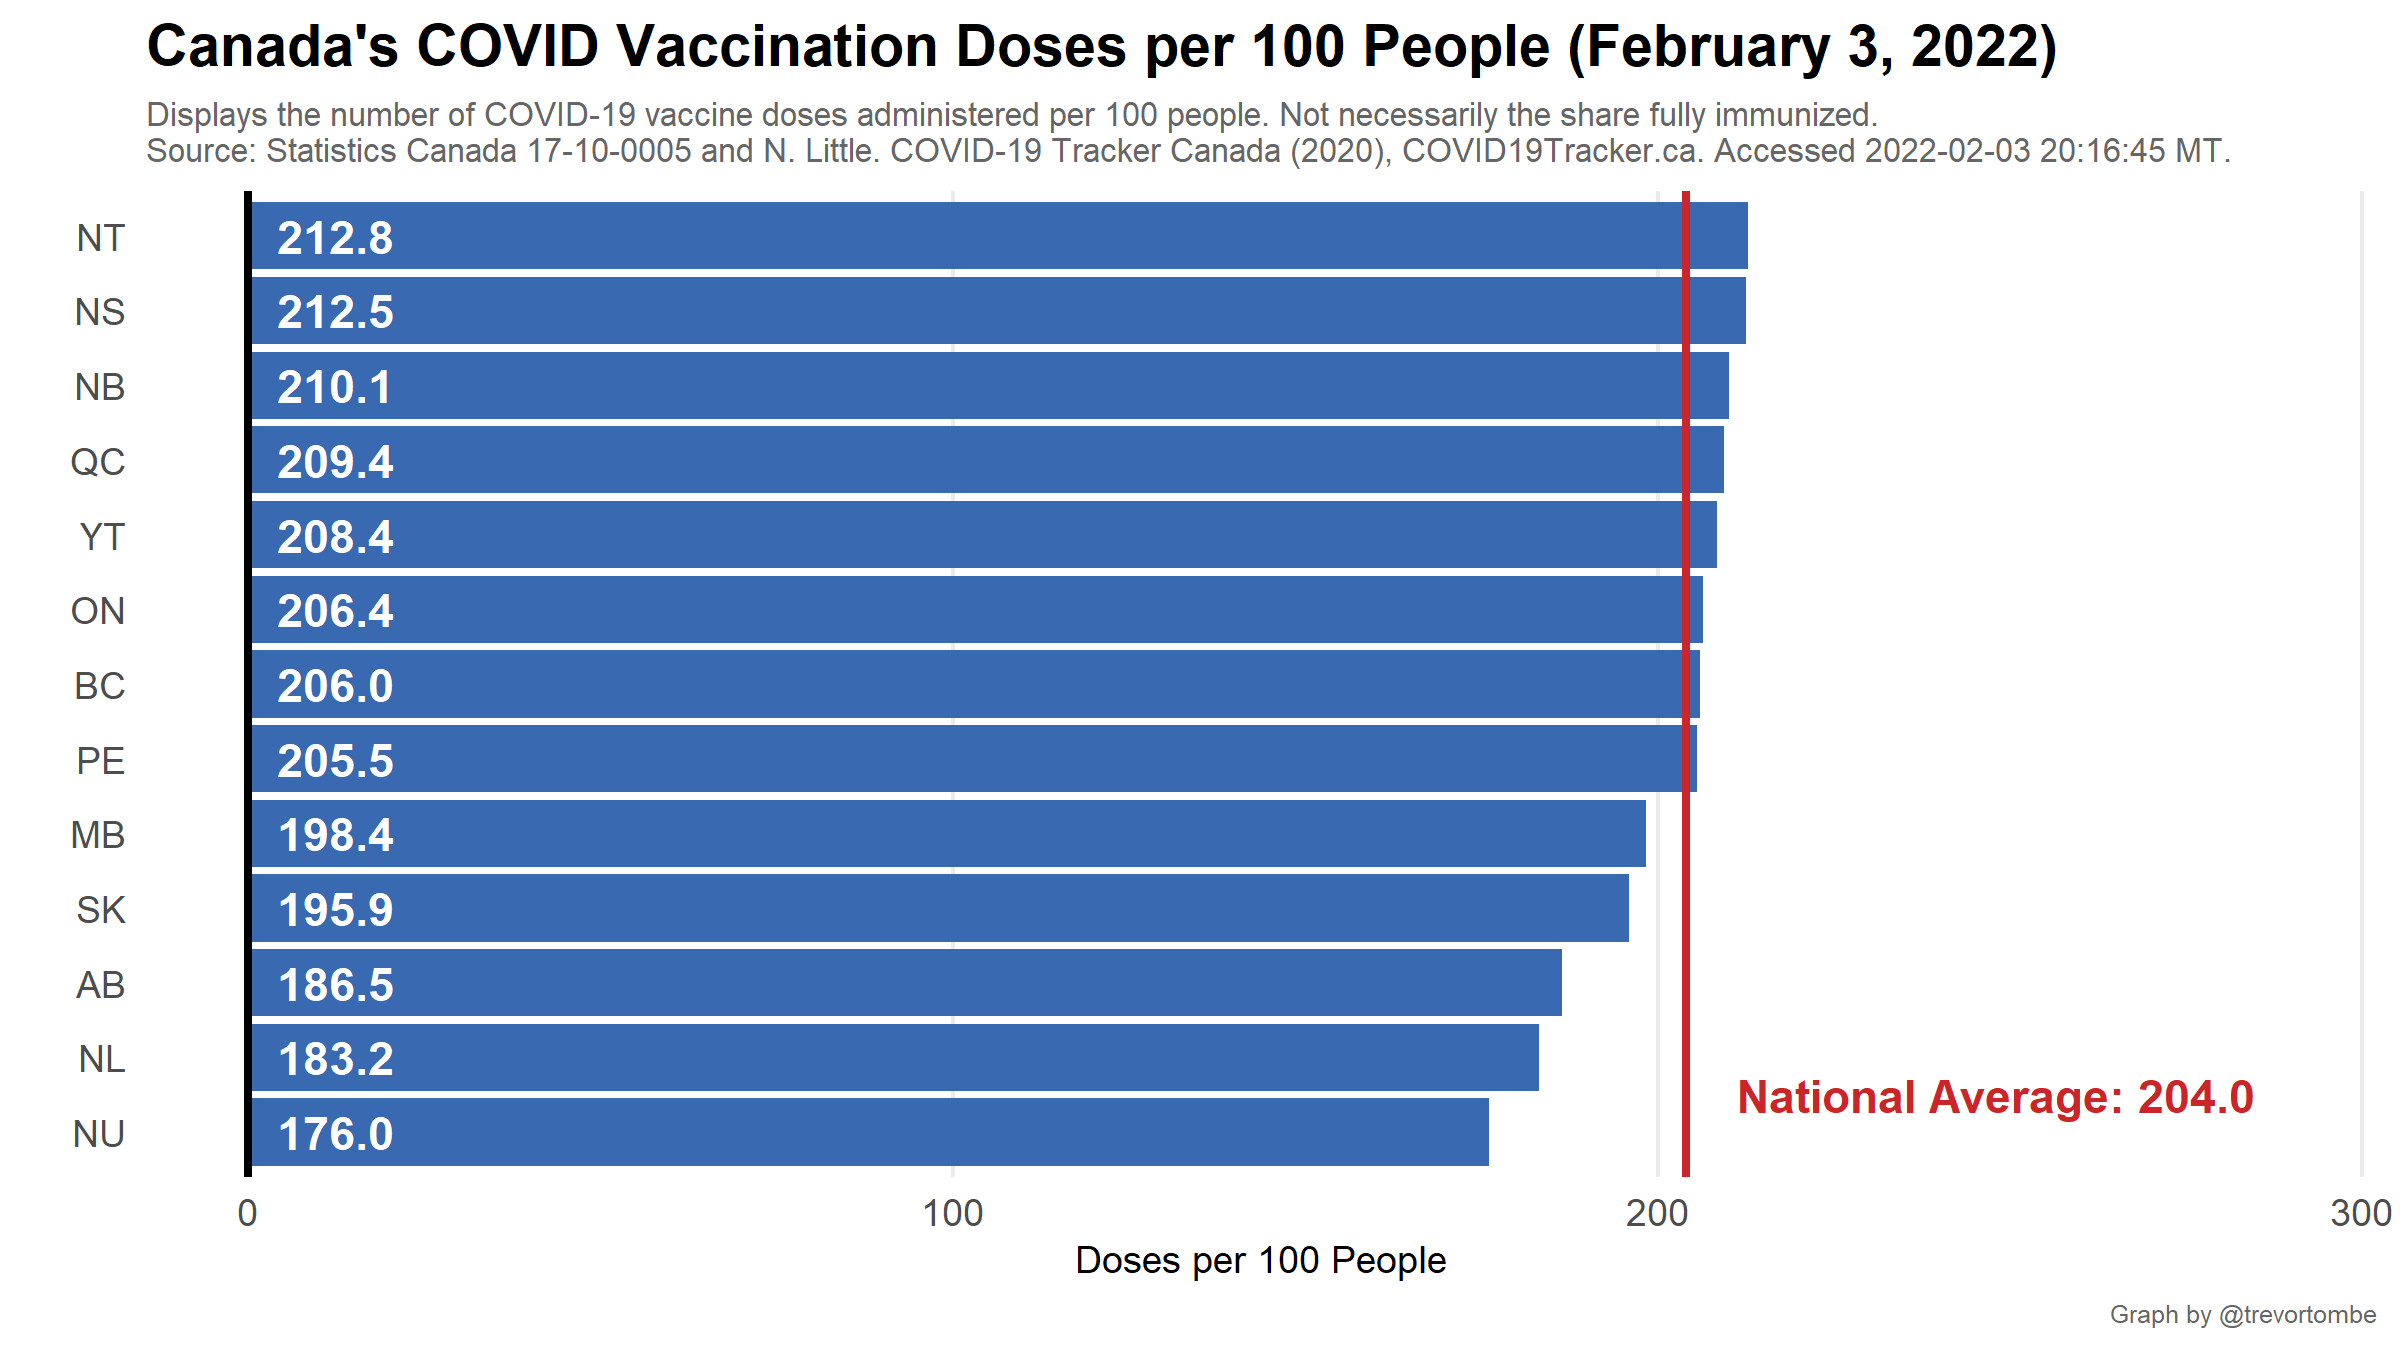 Canada's COVID Vaccination Doses per 100 People (February 3, 2022)
Displays the number of COVID-19 vaccine doses administered per 100 people. Not necessarily the share fully immunized.
Source: Statistics Canada 17-10-0005 and N. Little. COVID-19 Tracker Canada (2020), COVID19Tracker.ca. Accessed 2022-02-03 20:16:45 MT.
NT 212.8
NS 212.5
NB 210.1
QC 209.4
YT 208.4
ON 206.4
BC 206.0
PE 205.5
MB 198.4
SK 195.9
AB 186.5
NL 183.2
National Average: 204.0
NU 176.0
0 100 200 300
Doses per 100 People
Graph by @trevortombe